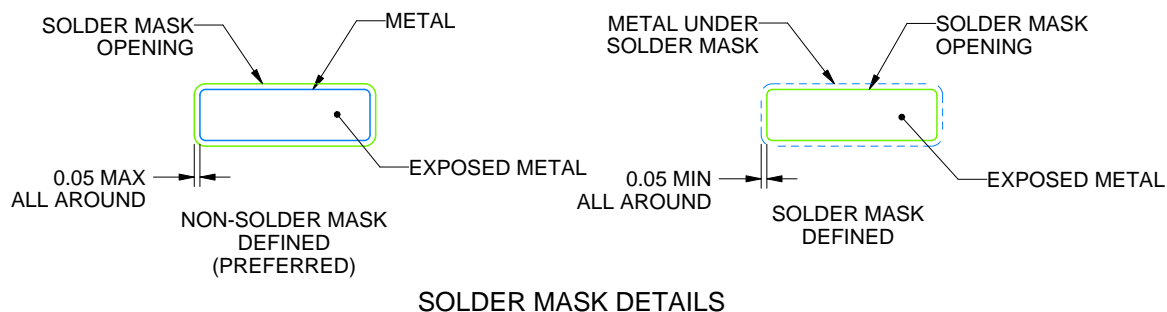 SOLDER MASK
OPENING
METAL
EXPOSED METAL
0.05 MAX
ALL AROUND
NON-SOLDER MASK
DEFINED
(PREFERRED)
METAL UNDER
SOLDER MASK
SOLDER MASK
OPENING
EXPOSED METAL
0.05 MIN
ALL AROUND
SOLDER MASK
DEFINED
SOLDER MASK DETAILS